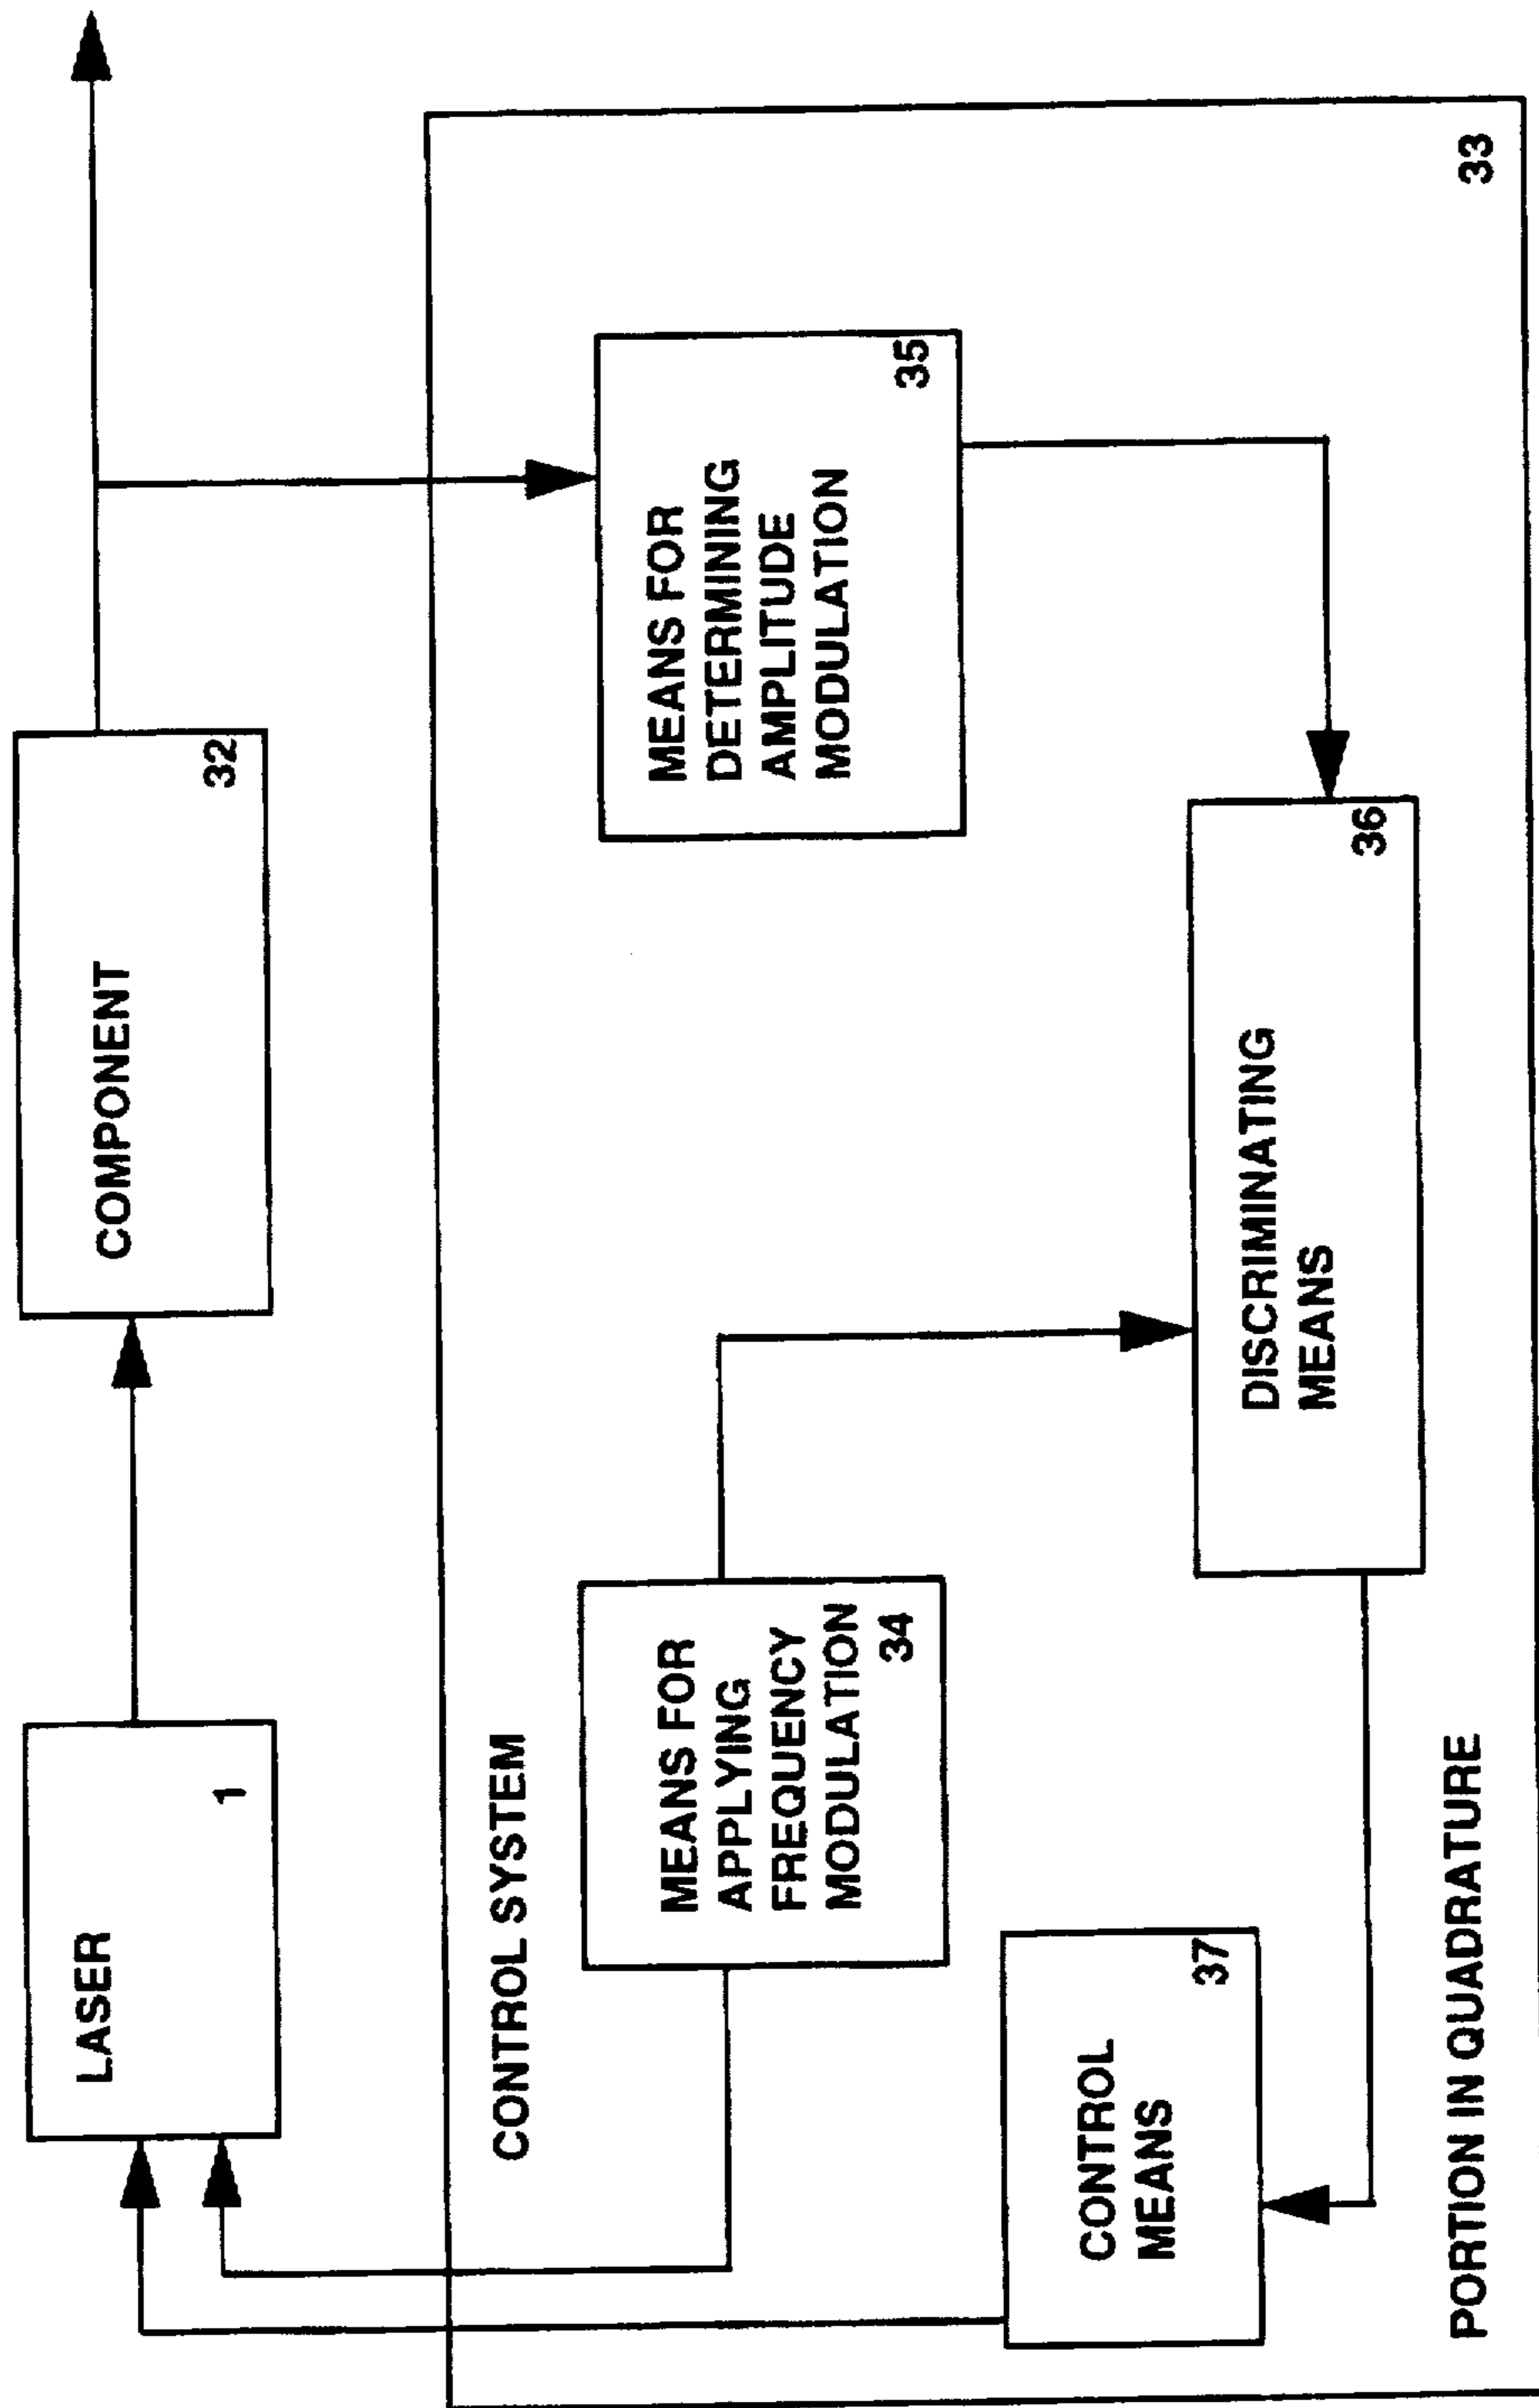 LASER
1
COMPONENT
32
CONTROL SYSTEM
MEANS FOR
APPLYING
FREQUENCY
MODULATION
34
MEANS FOR
DETERMINING
AMPLITUDE
MODULATION
35
CONTROL
MEANS
37
DISCRIMINATING
MEANS
36
PORTION IN QUADRATURE
33